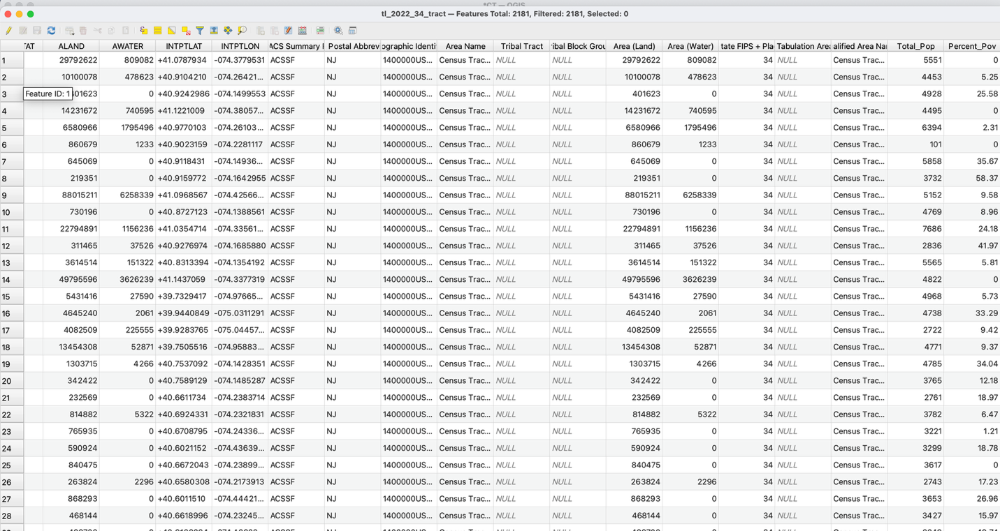 *CT — QGIS
tl_2022_34_tract — Features Total: 2181, Filtered: 2181, Selected: 0
AT ALAND AWATER INTPTLAT INTPTLON ACS Summary F Postal Abbrev ographic Identi Area Name Tribal Tract ribal Block Grou Area (Land) Area (Water) tate FIPS + Pla Tabulation Area alified Area Na Total_Pop Percent_Pov
1 29792622 809082 +41.0787934 -074.3779531 ACSSF NJ 1400000US... Census Trac... NULL NULL 29792622 809082 34 NULL Census Trac... 5551 0
2 10100078 478623 +40.9104210 -074.26421... ACSSF NJ 1400000US... Census Trac... NULL NULL 10100078 478623 34 NULL Census Trac... 4453 5.25
3 Feature ID: 1 401623 0 +40.9242986 -074.1499553 ACSSF NJ 1400000US... Census Trac... NULL NULL 401623 0 34 NULL Census Trac... 4928 25.58
4 14231672 740595 +41.1221009 -074.38057... ACSSF NJ 1400000US... Census Trac... NULL NULL 14231672 740595 34 NULL Census Trac... 4495 0
5 6580966 1795496 +40.9770103 -074.26103... ACSSF NJ 1400000US... Census Trac... NULL NULL 6580966 1795496 34 NULL Census Trac... 6394 2.31
6 860679 1233 +40.9023159 -074.2281117 ACSSF NJ 1400000US... Census Trac... NULL NULL 860679 1233 34 NULL Census Trac... 101 0
7 645069 0 +40.9118431 -074.14936... ACSSF NJ 1400000US... Census Trac... NULL NULL 645069 0 34 NULL Census Trac... 5858 35.67
8 219351 0 +40.9159772 -074.1642955 ACSSF NJ 1400000US... Census Trac... NULL NULL 219351 0 34 NULL Census Trac... 3732 58.37
9 88015211 6258339 +41.0968567 -074.42566... ACSSF NJ 1400000US... Census Trac... NULL NULL 88015211 6258339 34 NULL Census Trac... 5152 9.58
10 730196 0 +40.8727123 -074.1388561 ACSSF NJ 1400000US... Census Trac... NULL NULL 730196 0 34 NULL Census Trac... 4769 8.96
11 22794891 1156236 +41.0354714 -074.33561... ACSSF NJ 1400000US... Census Trac... NULL NULL 22794891 1156236 34 NULL Census Trac... 7686 24.18
12 311465 37526 +40.9276974 -074.1685880 ACSSF NJ 1400000US... Census Trac... NULL NULL 311465 37526 34 NULL Census Trac... 2836 41.97
13 3614514 151322 +40.8313394 -074.1354192 ACSSF NJ 1400000US... Census Trac... NULL NULL 3614514 151322 34 NULL Census Trac... 5565 5.81
14 49795596 3626239 +41.1437059 -074.3377319 ACSSF NJ 1400000US... Census Trac... NULL NULL 49795596 3626239 34 NULL Census Trac... 4822 0
15 5431416 27590 +39.7329417 -074.97665... ACSSF NJ 1400000US... Census Trac... NULL NULL 5431416 27590 34 NULL Census Trac... 4968 5.73
16 4645240 2061 +39.9440849 -075.0311291 ACSSF NJ 1400000US... Census Trac... NULL NULL 4645240 2061 34 NULL Census Trac... 4738 33.29
17 4082509 225555 +39.9283765 -075.04457... ACSSF NJ 1400000US... Census Trac... NULL NULL 4082509 225555 34 NULL Census Trac... 2722 9.42
18 13454308 52871 +39.7505516 -074.95883... ACSSF NJ 1400000US... Census Trac... NULL NULL 13454308 52871 34 NULL Census Trac... 4771 9.37
19 1303715 4266 +40.7537092 -074.1428351 ACSSF NJ 1400000US... Census Trac... NULL NULL 1303715 4266 34 NULL Census Trac... 4785 34.04
20 342422 0 +40.7589129 -074.1485287 ACSSF NJ 1400000US... Census Trac... NULL NULL 342422 0 34 NULL Census Trac... 3765 12.18
21 232569 0 +40.6611734 -074.2383714 ACSSF NJ 1400000US... Census Trac... NULL NULL 232569 0 34 NULL Census Trac... 2761 18.97
22 814882 5322 +40.6924331 -074.2321831 ACSSF NJ 1400000US... Census Trac... NULL NULL 814882 5322 34 NULL Census Trac... 3782 6.47
23 765935 0 +40.6708795 -074.24336... ACSSF NJ 1400000US... Census Trac... NULL NULL 765935 0 34 NULL Census Trac... 3221 1.21
24 590924 0 +40.6021152 -074.43639... ACSSF NJ 1400000US... Census Trac... NULL NULL 590924 0 34 NULL Census Trac... 3299 18.78
25 840475 0 +40.6672043 -074.23899... ACSSF NJ 1400000US... Census Trac... NULL NULL 840475 0 34 NULL Census Trac... 3617 0
26 263824 2296 +40.6580308 -074.2173913 ACSSF NJ 1400000US... Census Trac... NULL NULL 263824 2296 34 NULL Census Trac... 2743 17.23
27 868293 0 +40.6011510 -074.44421... ACSSF NJ 1400000US... Census Trac... NULL NULL 868293 0 34 NULL Census Trac... 3653 26.96
28 468144 0 +40.6618996 -074.23245... ACSSF NJ 1400000US... Census Trac... NULL NULL 468144 0 34 NULL Census Trac... 3427 15.97